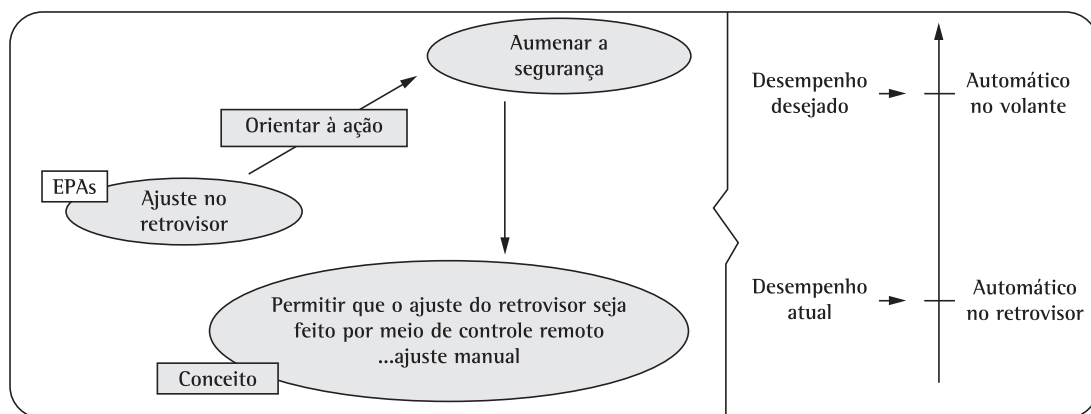 Aumenar a
segurança
Orientar à ação
EPAs
Ajuste no
retrovisor
Permitir que o ajuste do retrovisor seja
feito por meio de controle remoto
...ajuste manual
Conceito
Desempenho
desejado
Automático
no volante
Desempenho
atual
Automático
no retrovisor